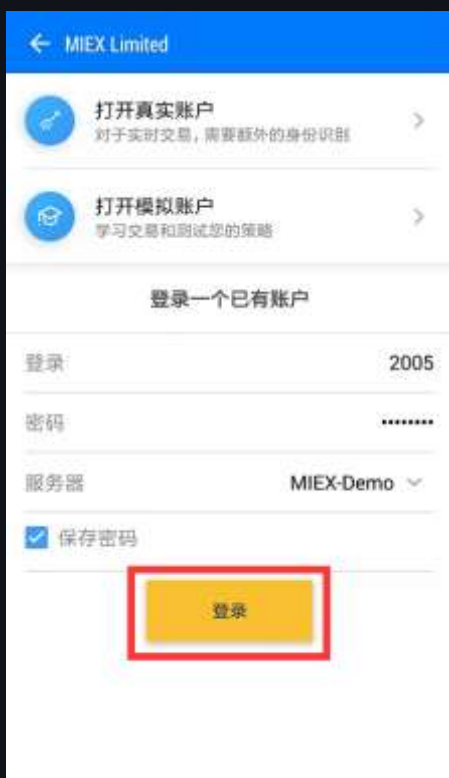 MIEX Limited
打开真实账户
对于实时交易，需要额外的身份识别
打开模拟账户
学习交易和测试您的策略
登录一个已有账户
登录 2005
密码 ••••••••
服务器 MIEX-Demo
保存密码
登录